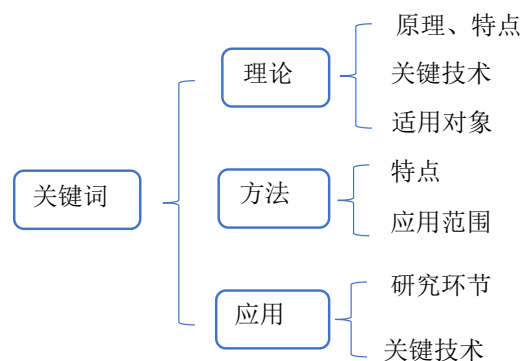 关键词
理论
原理、特点
关键技术
适用对象
方法
特点
应用范围
应用
研究环节
关键技术